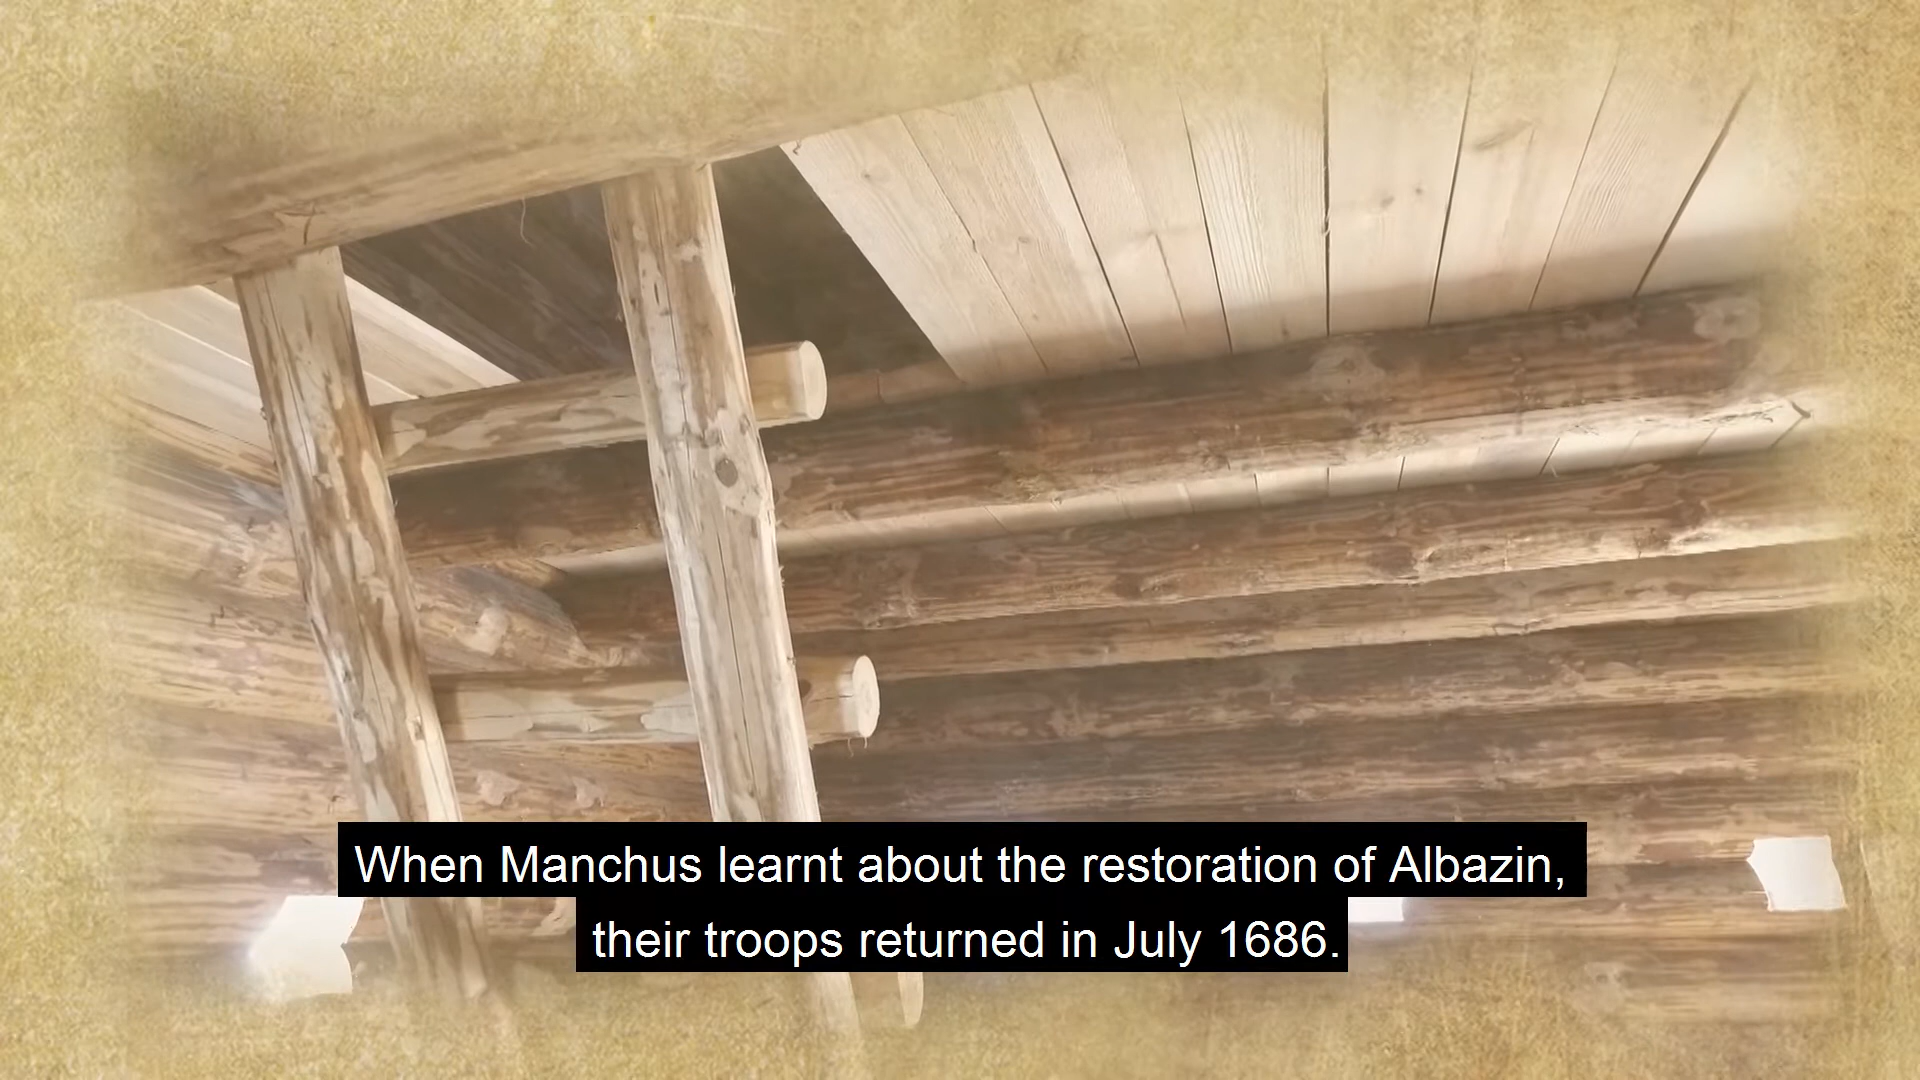 When Manchus learnt about the restoration of Albazin,
their troops returned in July 1686.